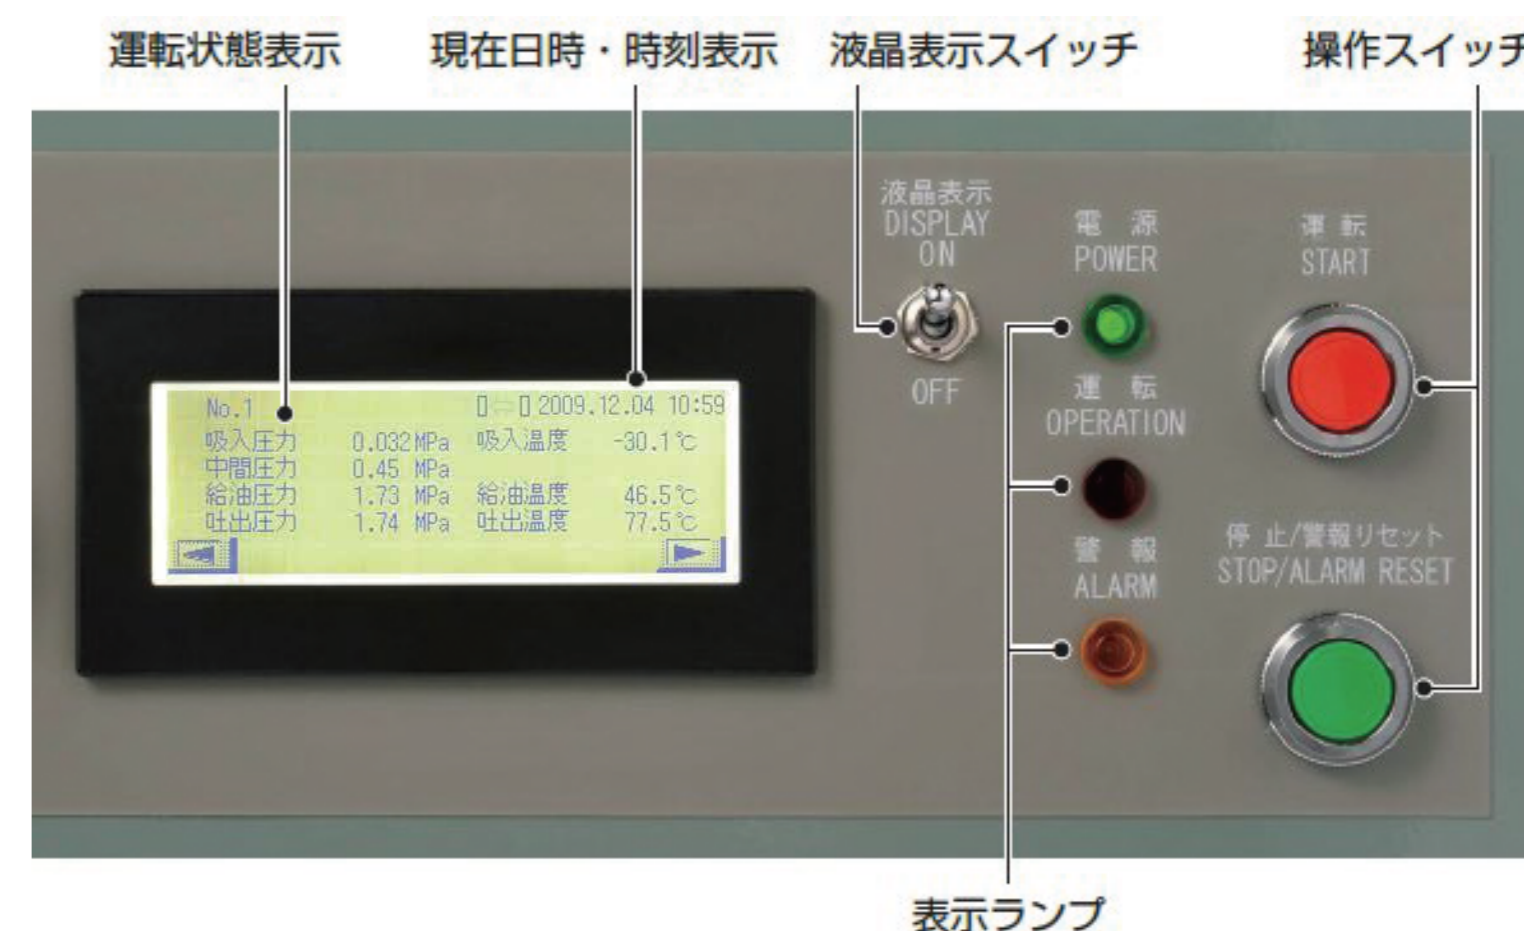 運転状態表示
現在日時・時刻表示
液晶表示スイッチ
操作スイッチ
液晶表示
DISPLAY
ON
OFF
電 源
POWER
運 転
OPERATION
警 報
ALARM
運 転
START
停 止/警報リセット
STOP/ALARM RESET
No.1 2009.12.04 10:59
吸入圧力 0.032MPa 吸入温度 -30.1℃
中間圧力 0.45 MPa
給油圧力 1.73 MPa 給油温度 46.5℃
吐出圧力 1.74 MPa 吐出温度 77.5℃
表示ランプ